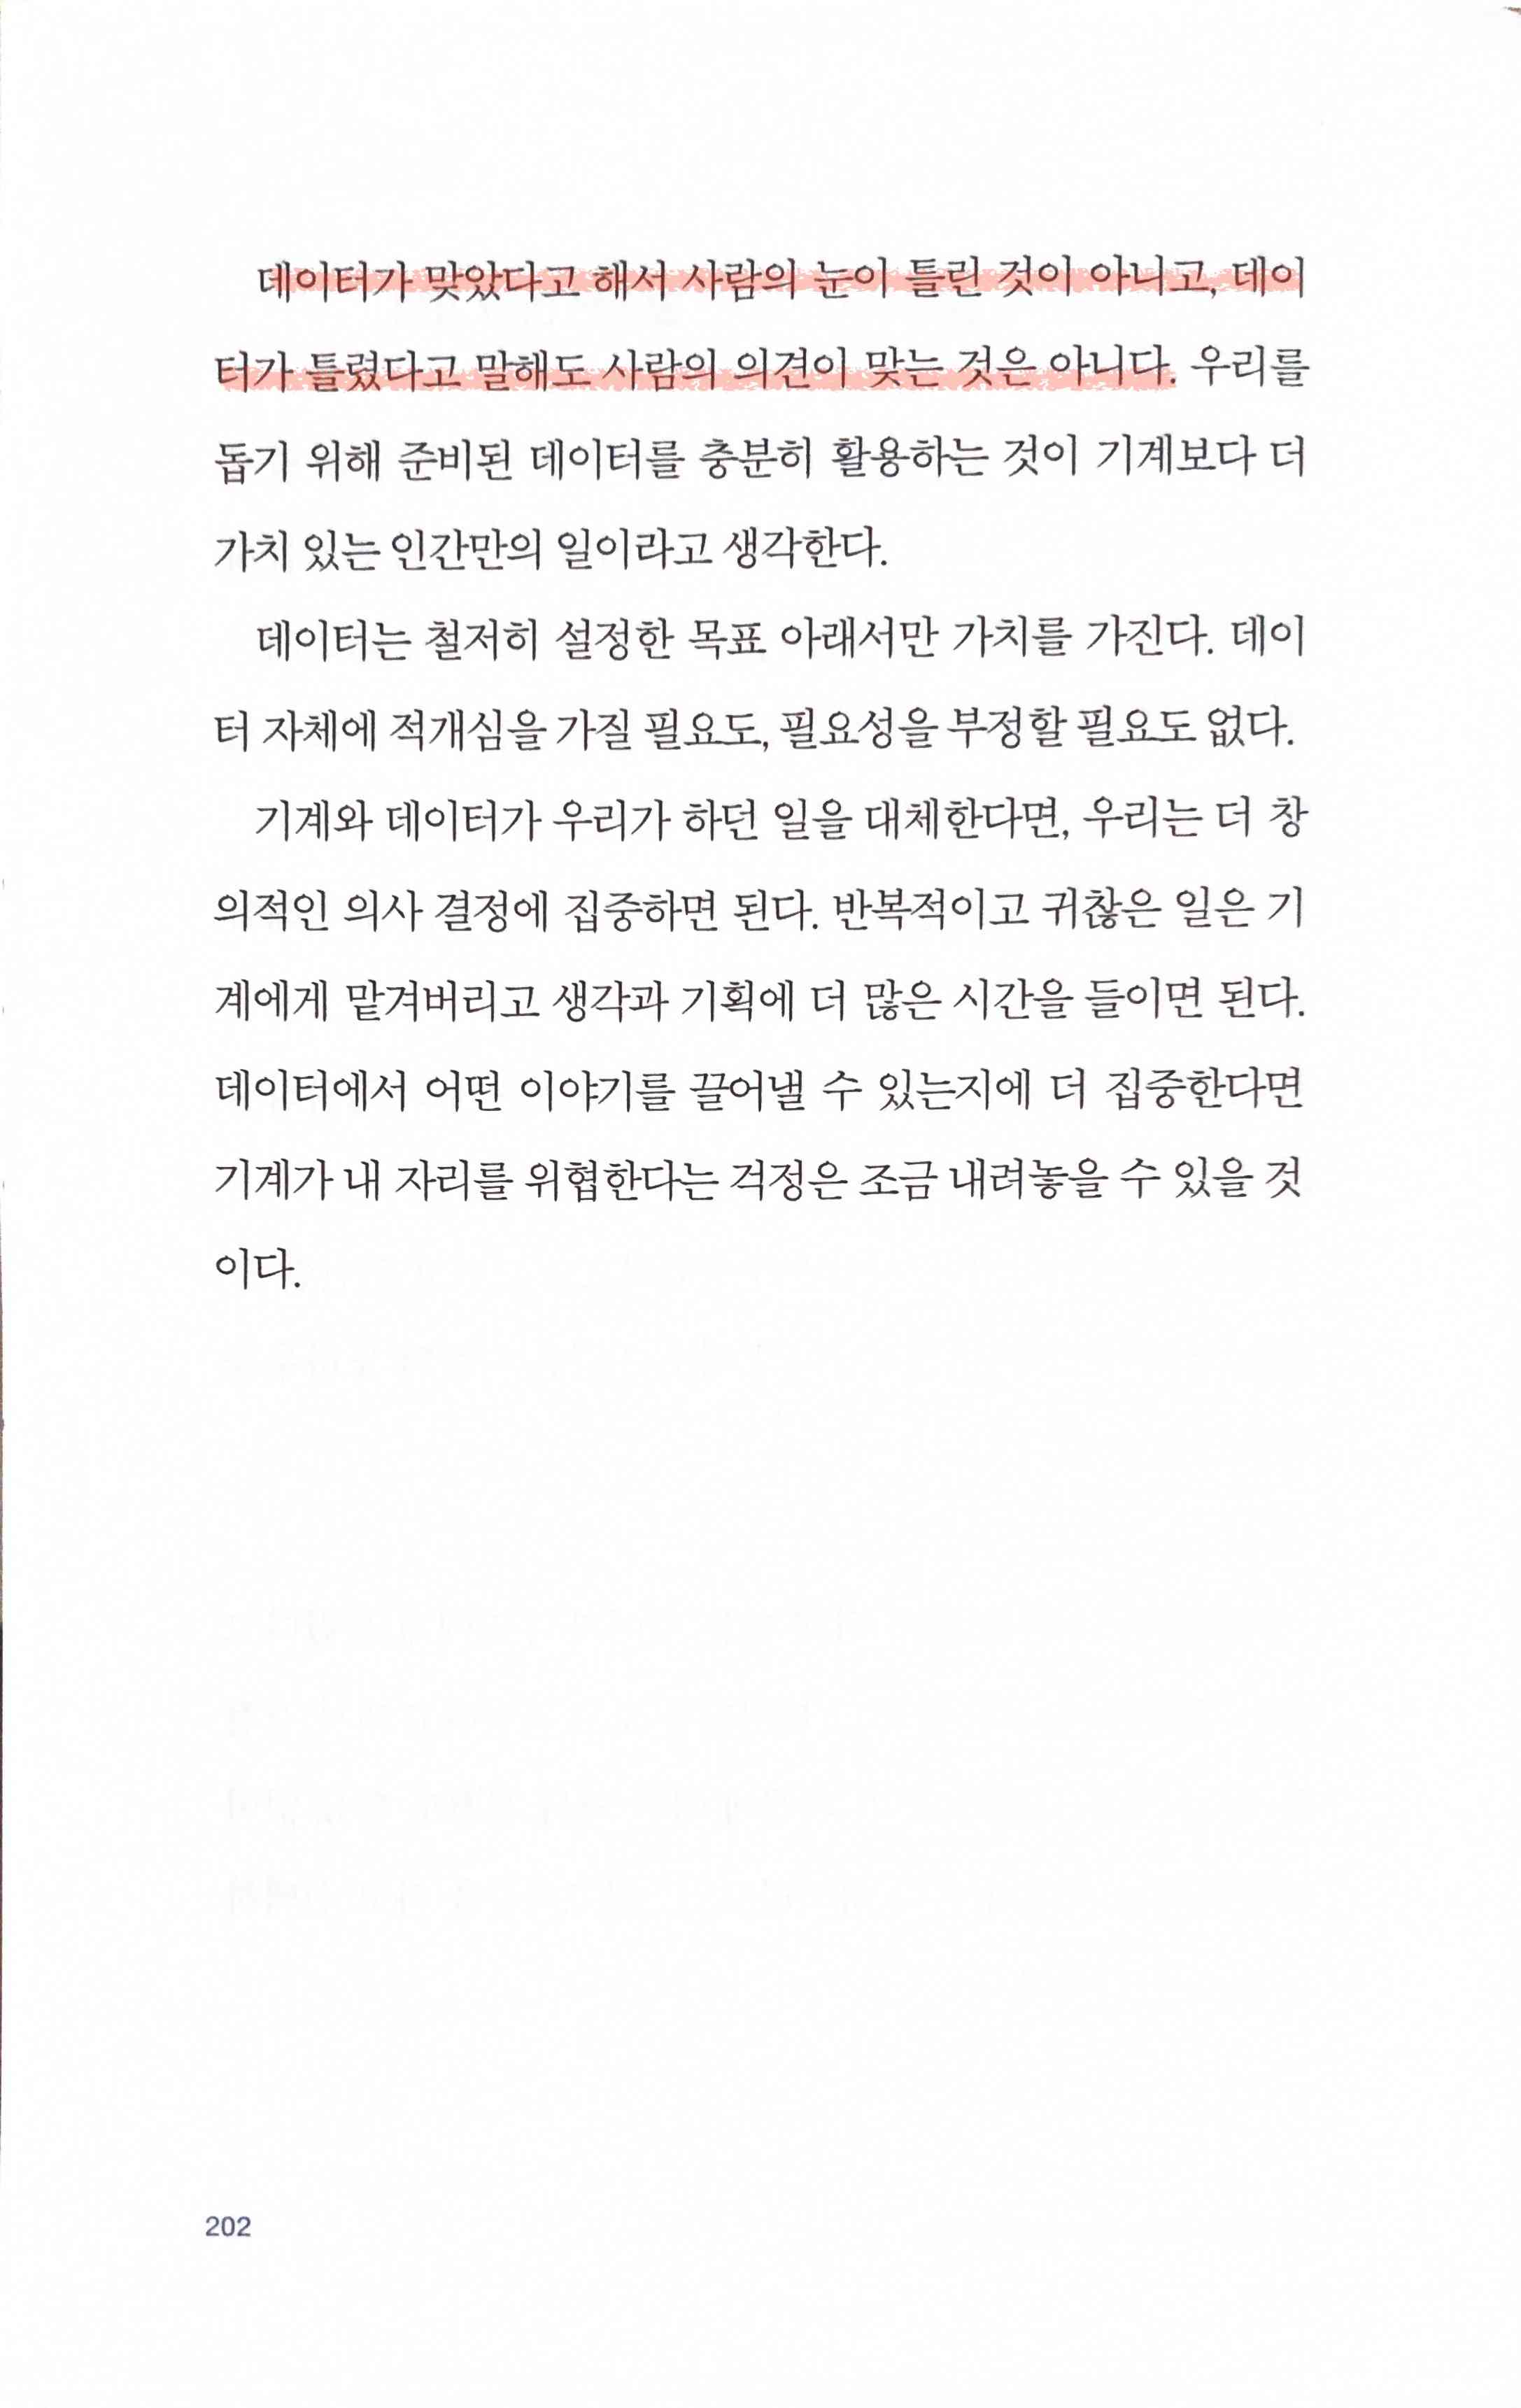 데이터가 맞았다고 해서 사람의 눈이 틀린 것이 아니고, 데이
터가 틀렸다고 말해도 사람의 의견이 맞는 것은 아니다. 우리를
돕기 위해 준비된 데이터를 충분히 활용하는 것이 기계보다 더
가치 있는 인간만의 일이라고 생각한다.
데이터는 철저히 설정한 목표 아래서만 가치를 가진다. 데이
터 자체에 적개심을 가질 필요도, 필요성을 부정할 필요도 없다.
기계와 데이터가 우리가 하던 일을 대체한다면, 우리는 더 창
의적인 의사 결정에 집중하면 된다. 반복적이고 귀찮은 일은 기
계에게 맡겨버리고 생각과 기획에 더 많은 시간을 들이면 된다.
데이터에서 어떤 이야기를 끌어낼 수 있는지에 더 집중한다면
기계가 내 자리를 위협한다는 걱정은 조금 내려놓을 수 있을 것
이다.
202